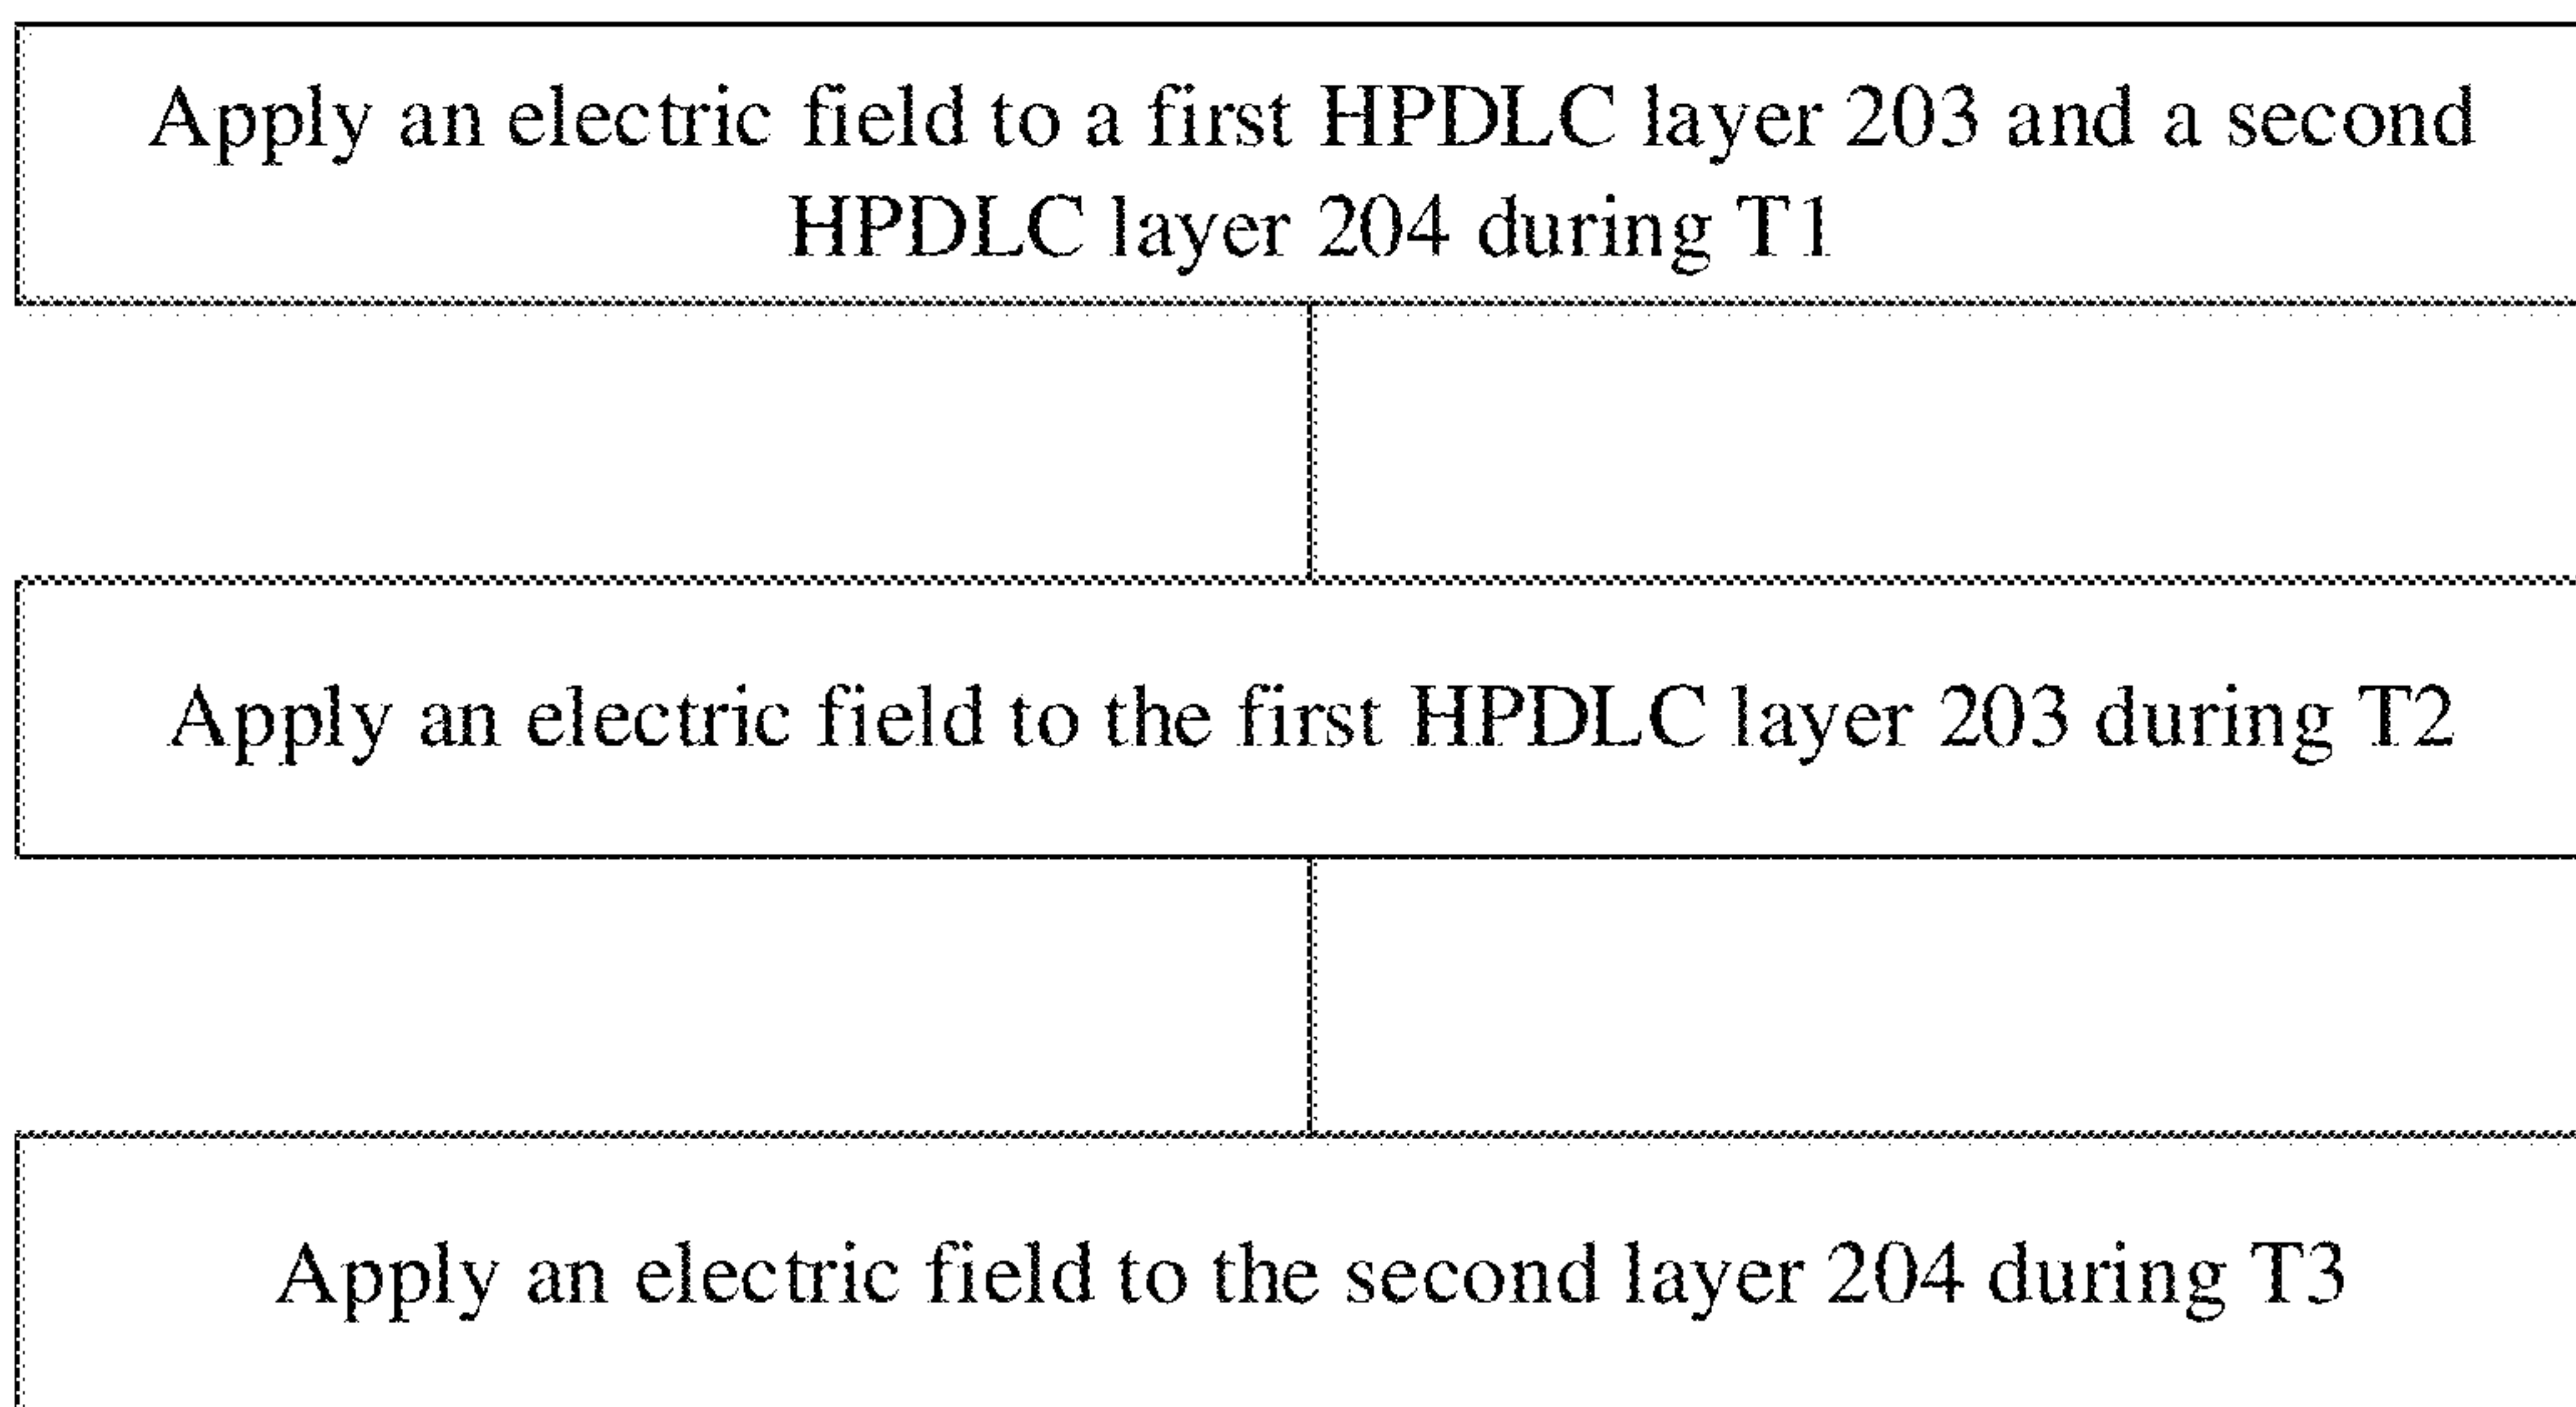 Apply an electric field to a first HPDLC layer 203 and a second
HPDLC layer 204 during T1
Apply an electric field to the first HPDLC layer 203 during T2
Apply an electric field to the second layer 204 during T3